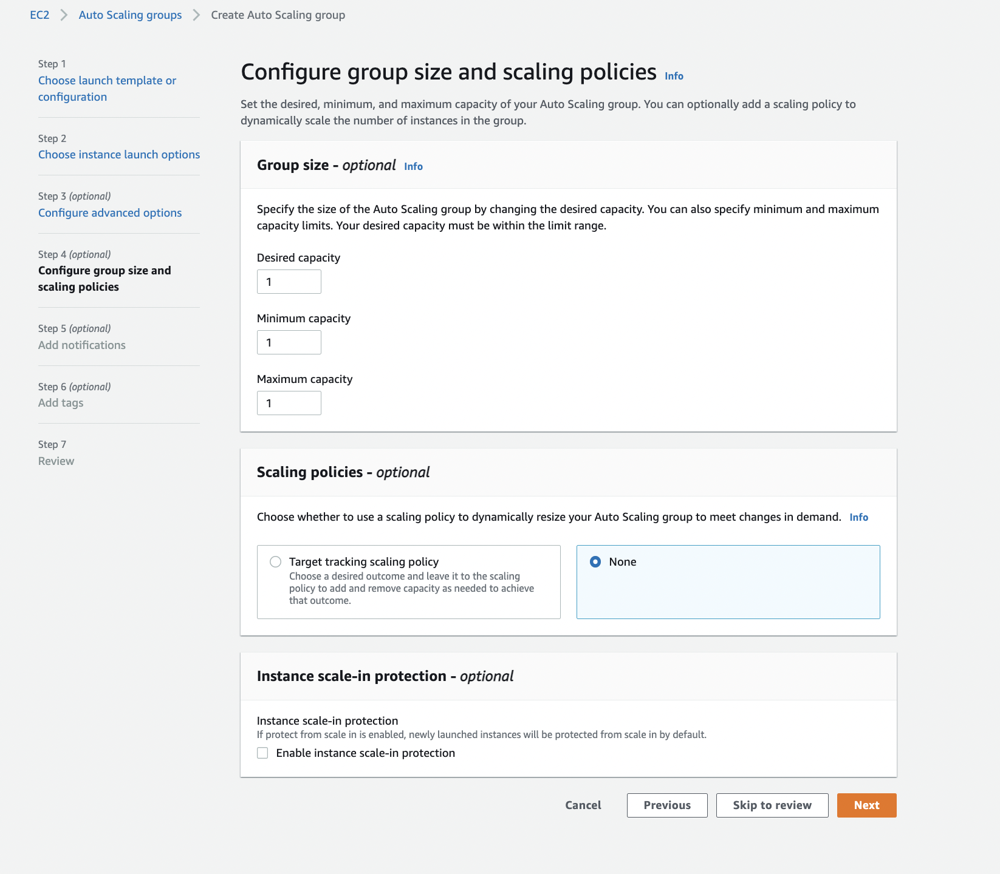 EC2 > Auto Scaling groups > Create Auto Scaling group
Step 1
Choose launch template or
configuration
Step 2
Choose instance launch options
Step 3 (optional)
Configure advanced options
Step 4 (optional)
Configure group size and
scaling policies
Step 5 (optional)
Add notifications
Step 6 (optional)
Add tags
Step 7
Review
Configure group size and scaling policies Info
Set the desired, minimum, and maximum capacity of your Auto Scaling group. You can optionally add a scaling policy to
dynamically scale the number of instances in the group.
Group size - optional Info
Specify the size of the Auto Scaling group by changing the desired capacity. You can also specify minimum and maximum
capacity limits. Your desired capacity must be within the limit range.
Desired capacity
1
Minimum capacity
1
Maximum capacity
1
Scaling policies - optional
Choose whether to use a scaling policy to dynamically resize your Auto Scaling group to meet changes in demand. Info
Target tracking scaling policy
Choose a desired outcome and leave it to the scaling
policy to add and remove capacity as needed to achieve
that outcome.
None
Instance scale-in protection - optional
Instance scale-in protection
If protect from scale in is enabled, newly launched instances will be protected from scale in by default.
Enable instance scale-in protection
Cancel Previous Skip to review Next